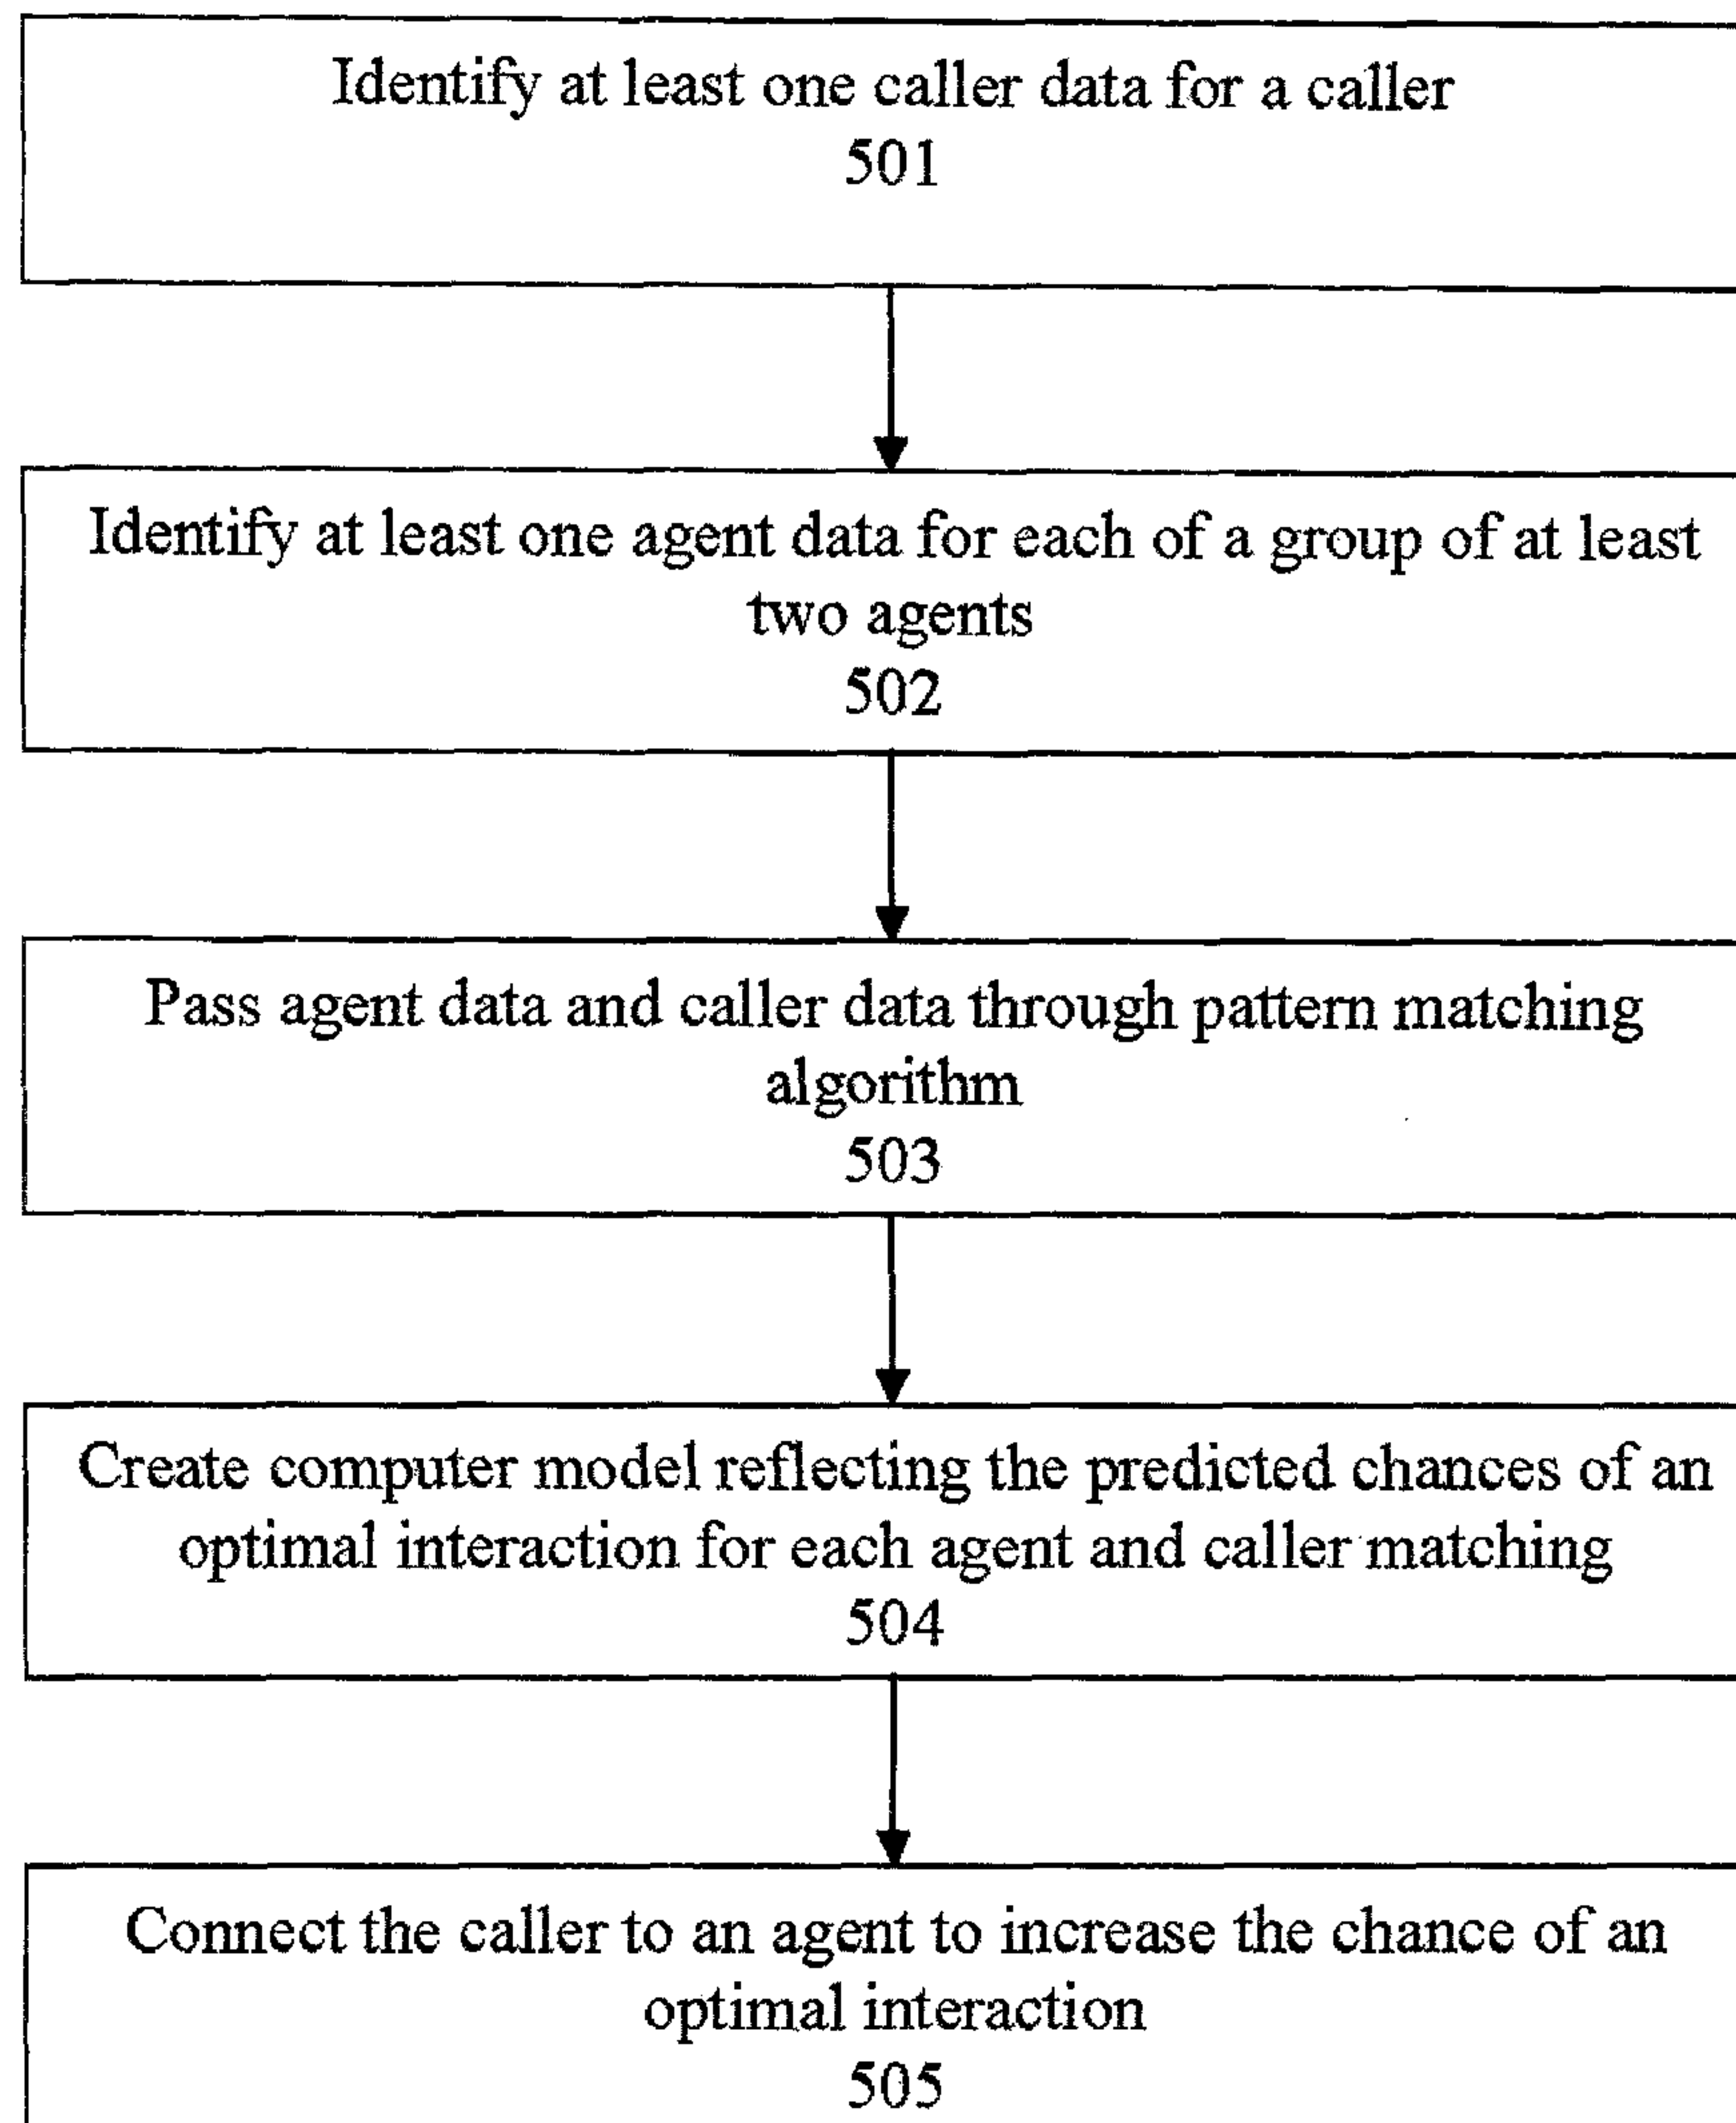 Identify at least one caller data for a caller
501
Identify at least one agent data for each of a group of at least
two agents
502
Pass agent data and caller data through pattern matching
algorithm
503
Create computer model reflecting the predicted chances of an
optimal interaction for each agent and caller matching
504
Connect the caller to an agent to increase the chance of an
optimal interaction
505